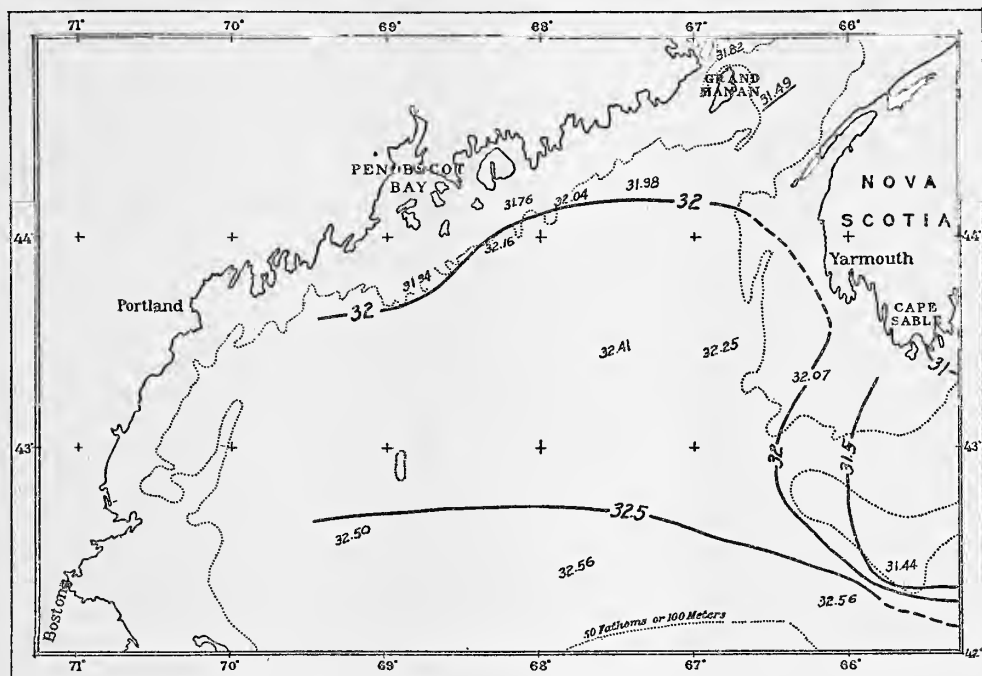 71° 70° 69° 68° 67° 66°
31.82
GRAND
MANAN
31.49
PENOBSCOT
BAY
31.76
32.04
31.98
32
NOVA
SCOTIA
44°
44°
32.16
Yarmouth
31.94
Portland
32
CAPE
SABLE
32.41
32.25
32.07
31
43°
43°
32
31.5
32.5
32.50
32.56
31.44
32.56
Boston
50 Fathoms or 100 Meters
42°
71° 70° 69° 68° 67° 66°